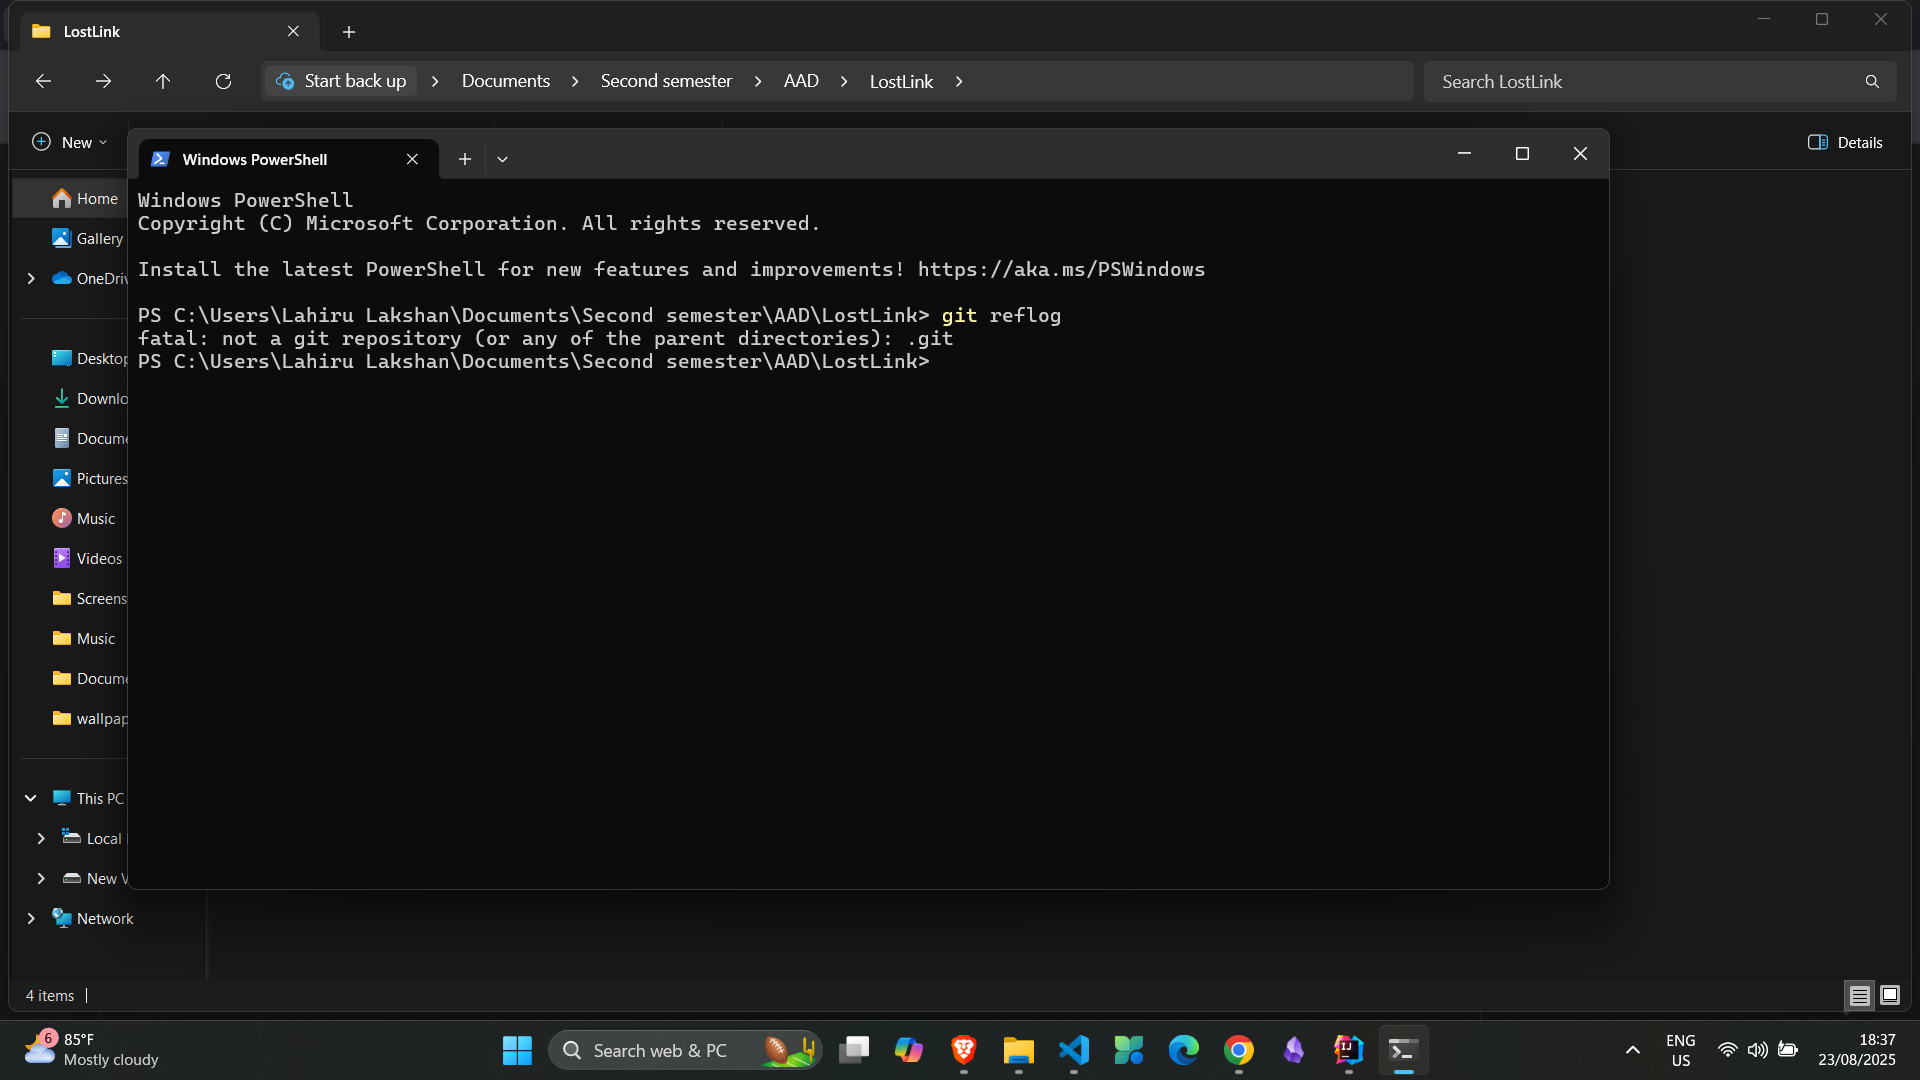 LostLink
Start back up
Documents
Second semester
AAD
LostLink
Search LostLink
New
Details
Windows PowerShell
Home
Gallery
OneDriv
Desktop
Downlo
Docume
Pictures
Music
Videos
Screens
Music
Docume
wallpap
This PC
Local
New V
Network
Windows PowerShell
Copyright (C) Microsoft Corporation. All rights reserved.
Install the latest PowerShell for new features and improvements! https://aka.ms/PSWindows
PS C:\Users\Lahiru Lakshan\Documents\Second semester\AAD\LostLink> git reflog
fatal: not a git repository (or any of the parent directories): .git
PS C:\Users\Lahiru Lakshan\Documents\Second semester\AAD\LostLink>
4 items
6
85°F
Mostly cloudy
Search web & PC
ENG
US
18:37
23/08/2025